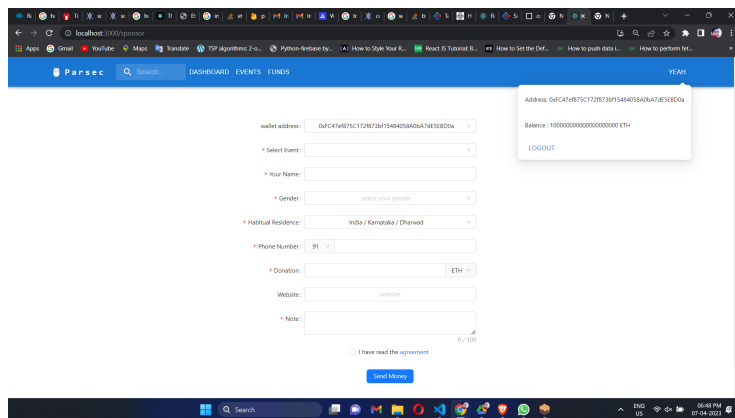 localhost:3000/sponsor
Apps Gmail YouTube Maps Translate TSP algorithms 2-o... Python-firebase by... How to Style Your R... React JS Tutorial B... How to Set the Def... How to push data i... How to perform fet...
Parsec Search... DASHBOARD EVENTS FUNDS YEAH
Address: 0xFC47ef875C172f873bf15484058A0bA7dE5E8D0a
Balance : 100000000000000000000 ETH
LOGOUT
wallet address: 0xFC47ef875C172f873bf15484058A0bA7dE5E8D0a
* Select Event:
* Your Name:
* Gender: select your gender
* Habitual Residence: India / Karnataka / Dharwad
* Phone Number: 91
* Donation: ETH
Website: website
* Note:
0 / 100
I have read the agreement
Send Money
Search
ENG
US
06:48 PM
07-04-2023